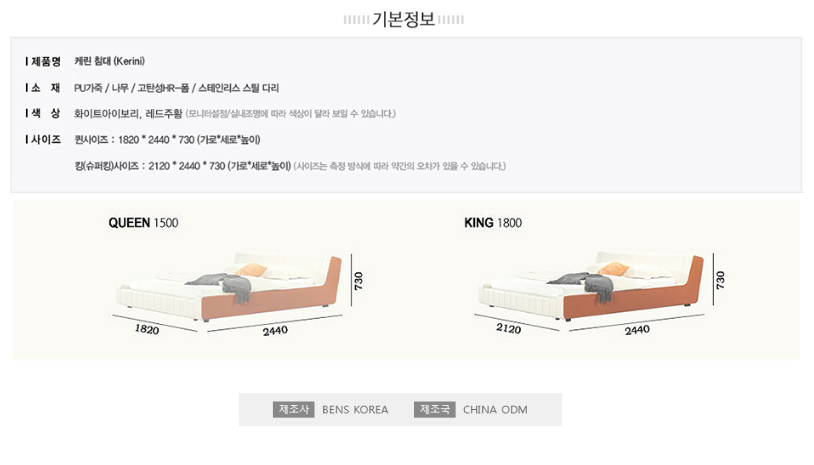 기본정보
제품명 케린 침대 (Kerini)
소 재 PU가죽 / 나무 / 고탄성HR-폼 / 스테인리스 스틸 다리
색 상 화이트아이보리, 레드주황 (모니터설정/실내조명에 따라 색상이 달라 보일 수 있습니다.)
사이즈 퀸사이즈 : 1820 * 2440 * 730 (가로*세로*높이)
킹(슈퍼킹)사이즈 : 2120 * 2440 * 730 (가로*세로*높이) (사이즈는 측정 방식에 따라 약간의 오차가 있을 수 있습니다.)
QUEEN 1500
730
1820
2440
KING 1800
730
2120
2440
제조사 BENS KOREA 제조국 CHINA ODM